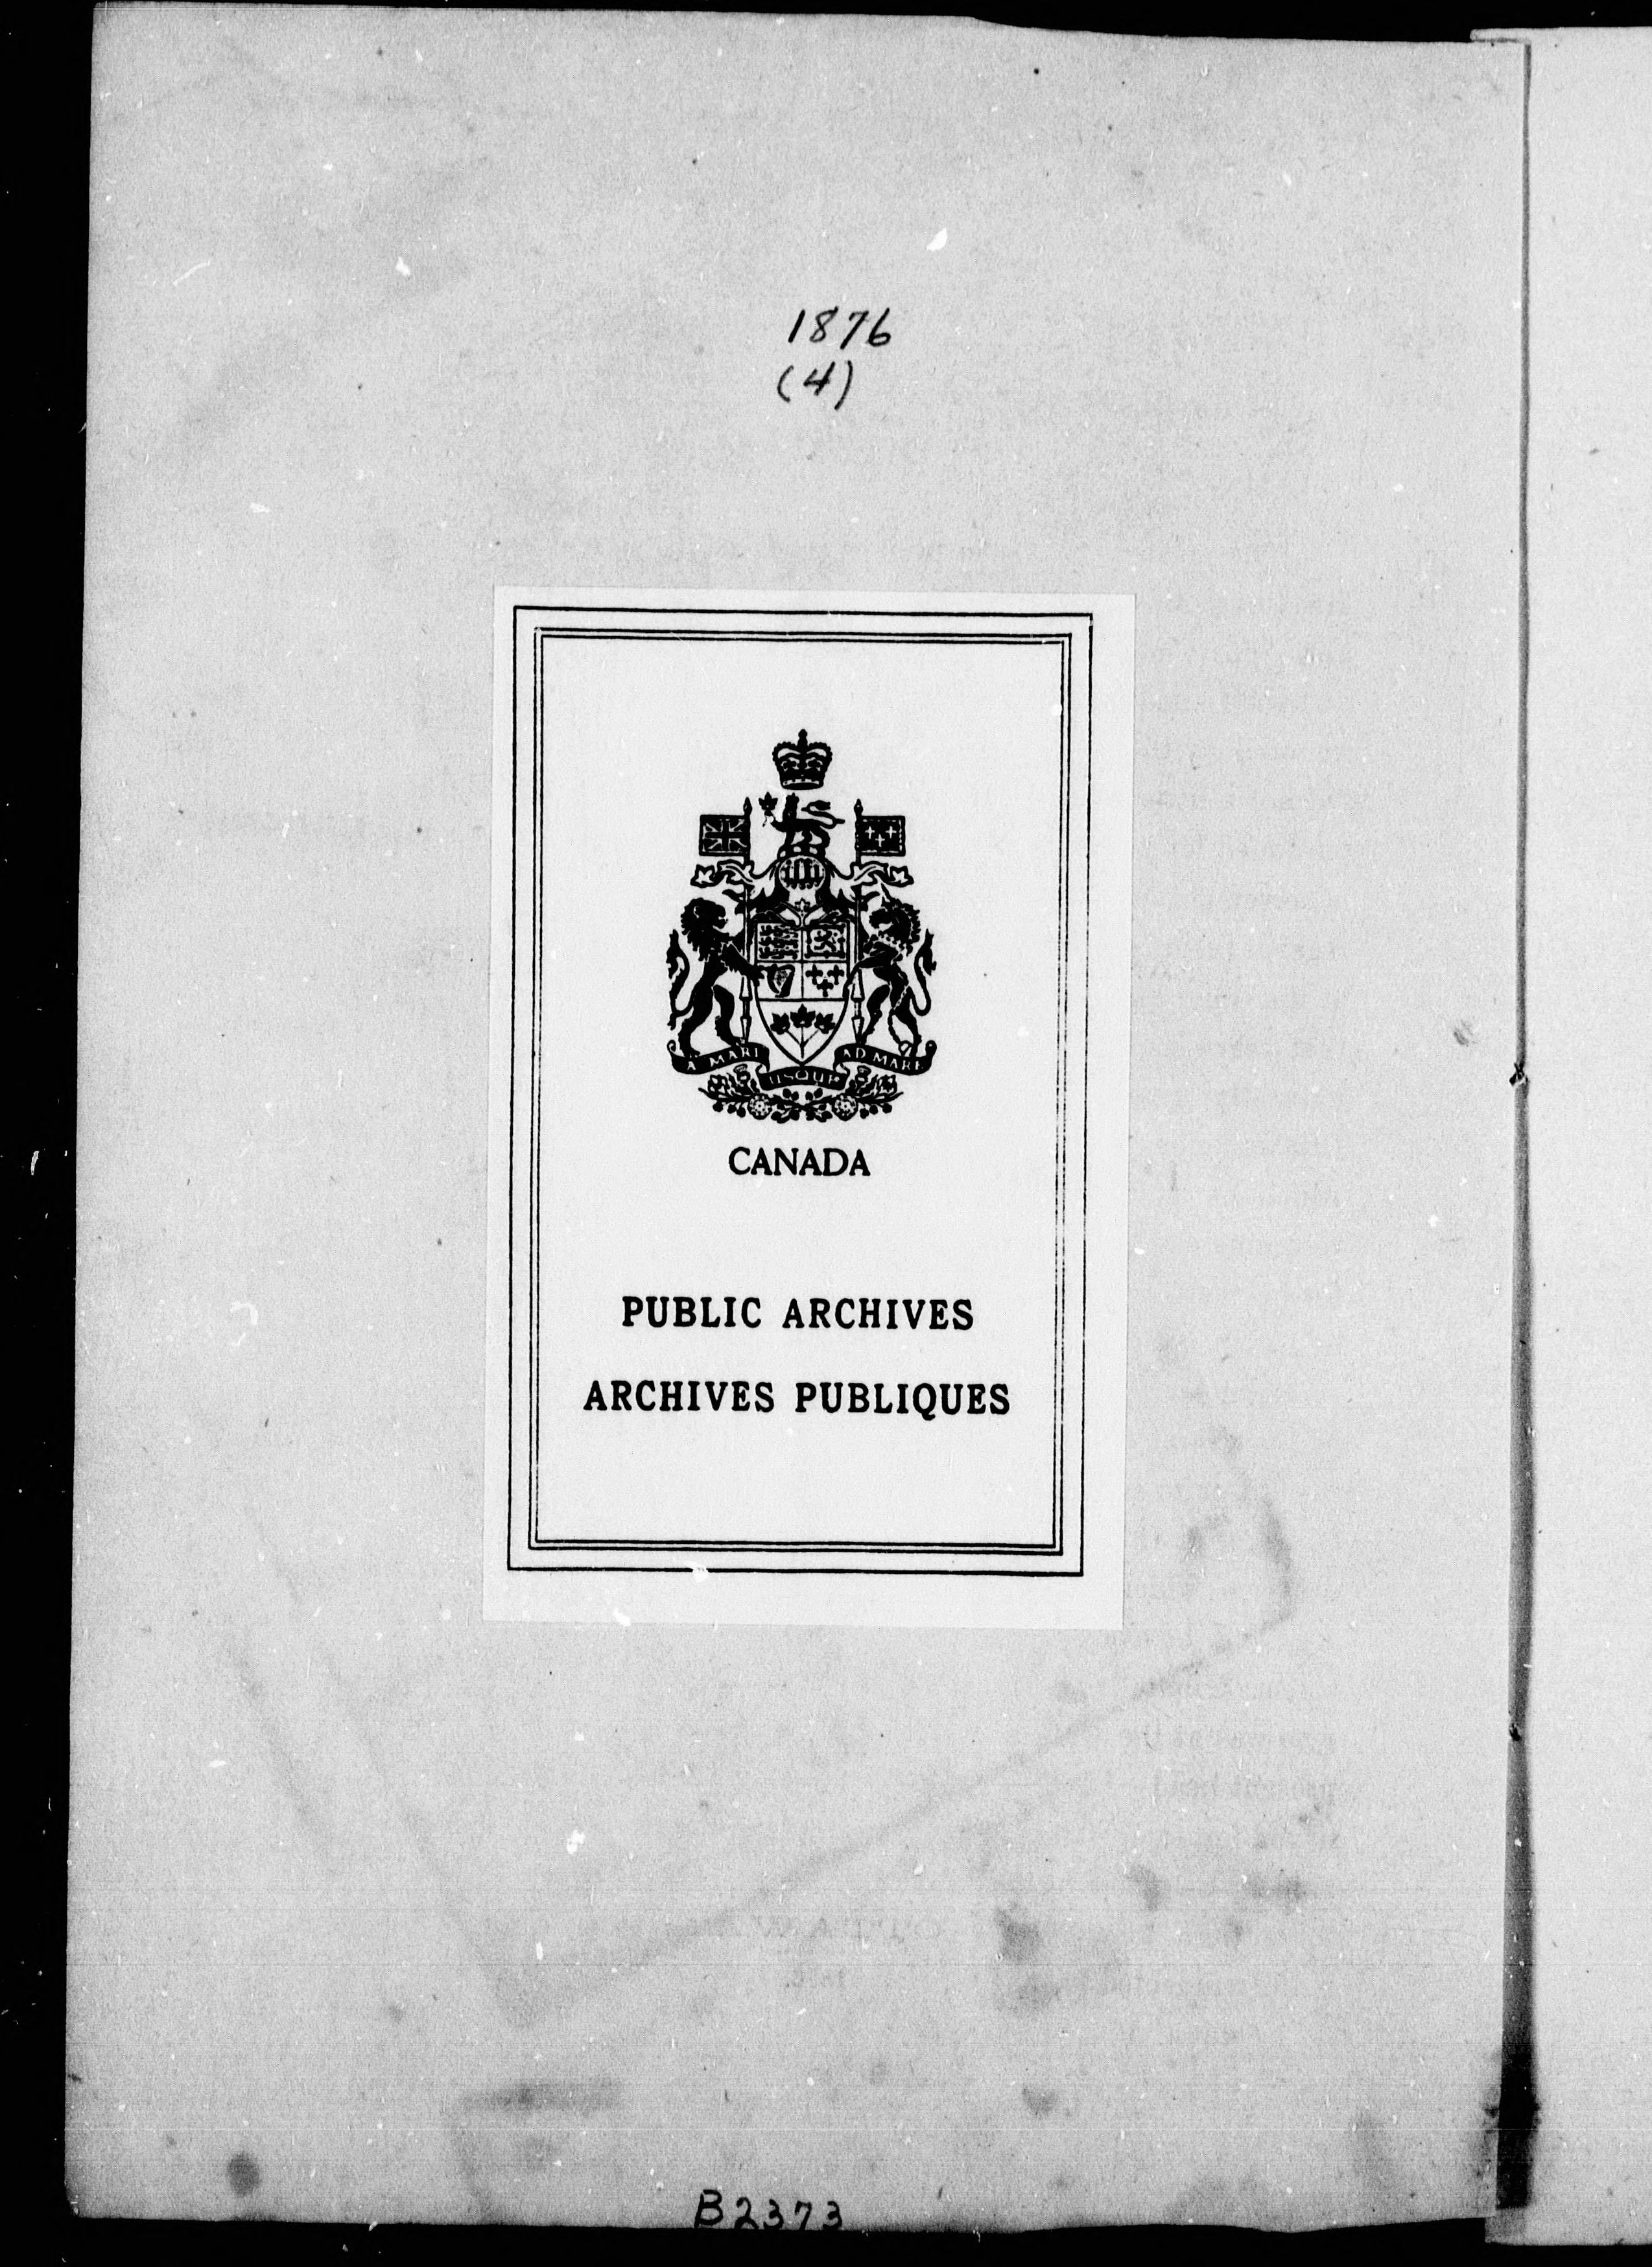 1876
(4)
A MARI USQUE AD MARE
CANADA
PUBLIC ARCHIVES
ARCHIVES PUBLIQUES
B2373